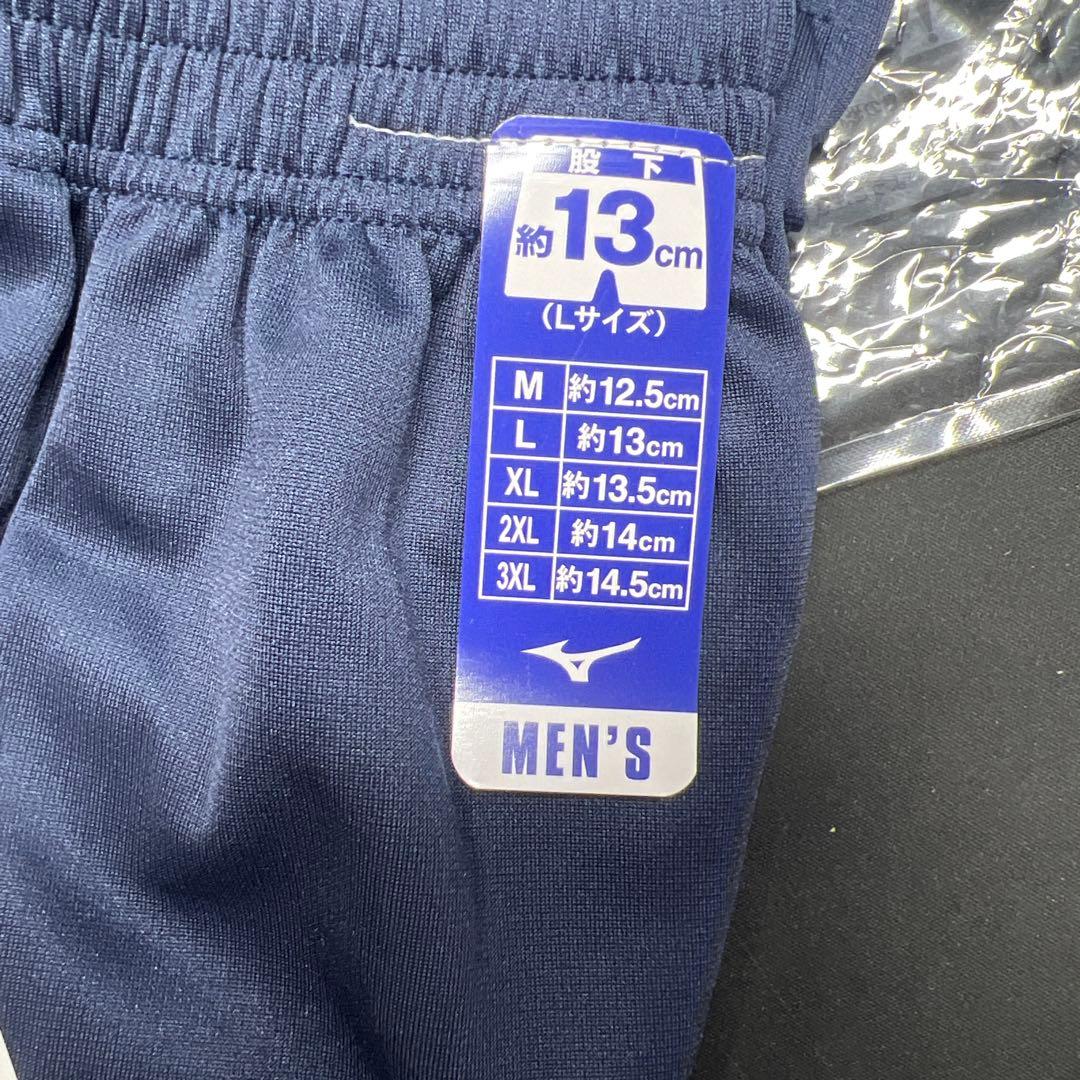 股下
約13cm
(Lサイズ)
M 約12.5cm
L 約13cm
XL 約13.5cm
2XL 約14cm
3XL 約14.5cm
MEN'S